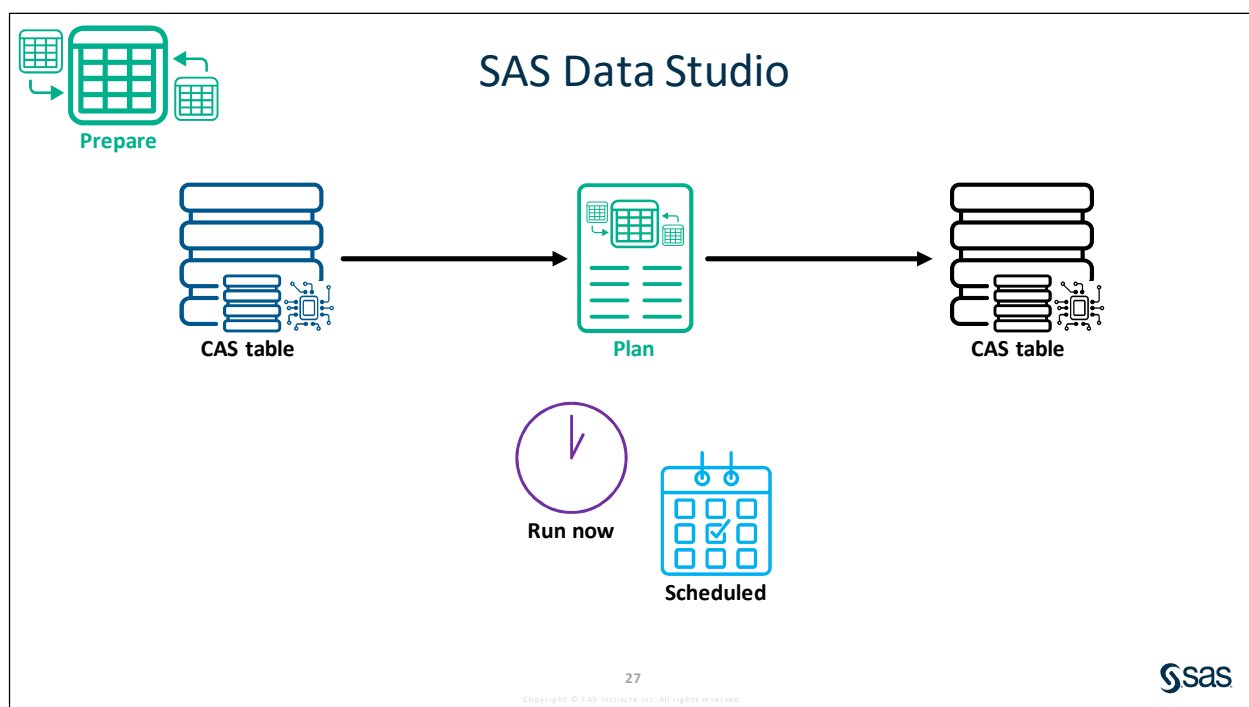 SAS Data Studio
Prepare
CAS table
Plan
CAS table
Run now
Scheduled
27
Copyright © SAS Institute Inc. All rights reserved.
sas